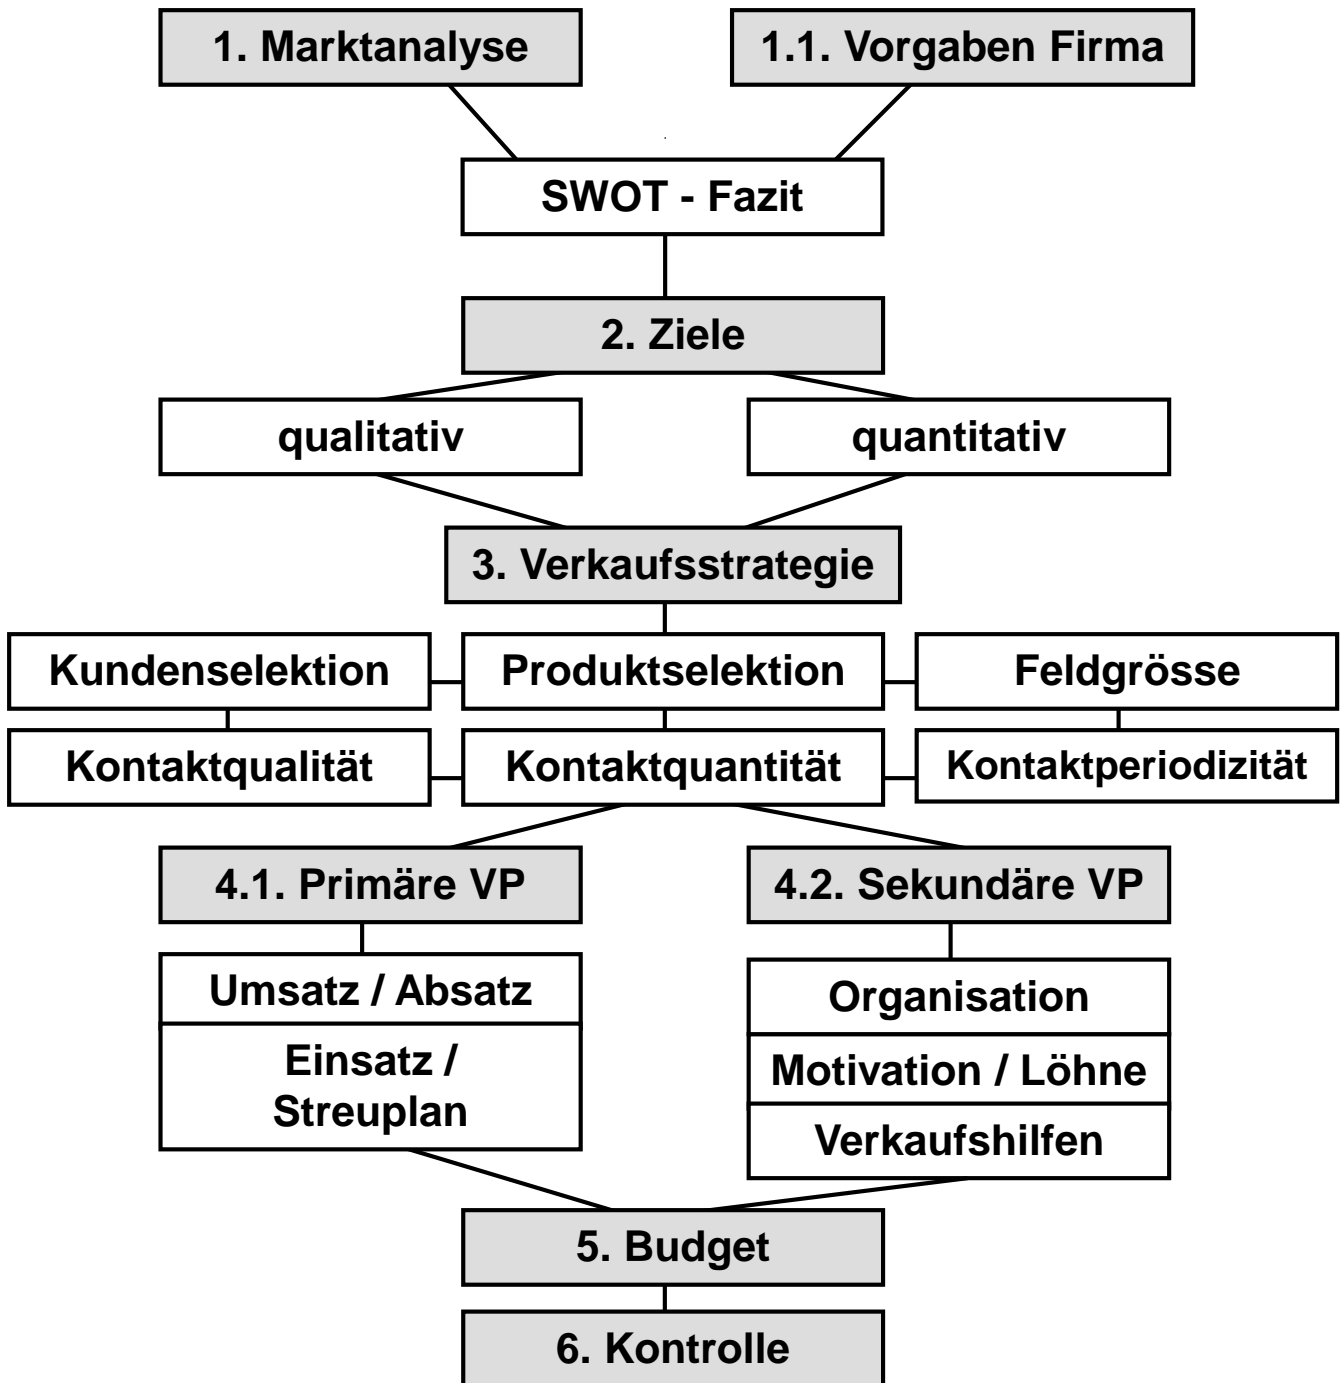 1. Marktanalyse
1.1. Vorgaben Firma
SWOT - Fazit
2. Ziele
qualitativ
quantitativ
3. Verkaufsstrategie
Kundenselektion
Produktselektion
Feldgrösse
Kontaktqualität
Kontaktquantität
Kontaktperiodizität
4.1. Primäre VP
4.2. Sekundäre VP
Umsatz / Absatz
Einsatz /
Streuplan
Organisation
Motivation / Löhne
Verkaufshilfen
5. Budget
6. Kontrolle